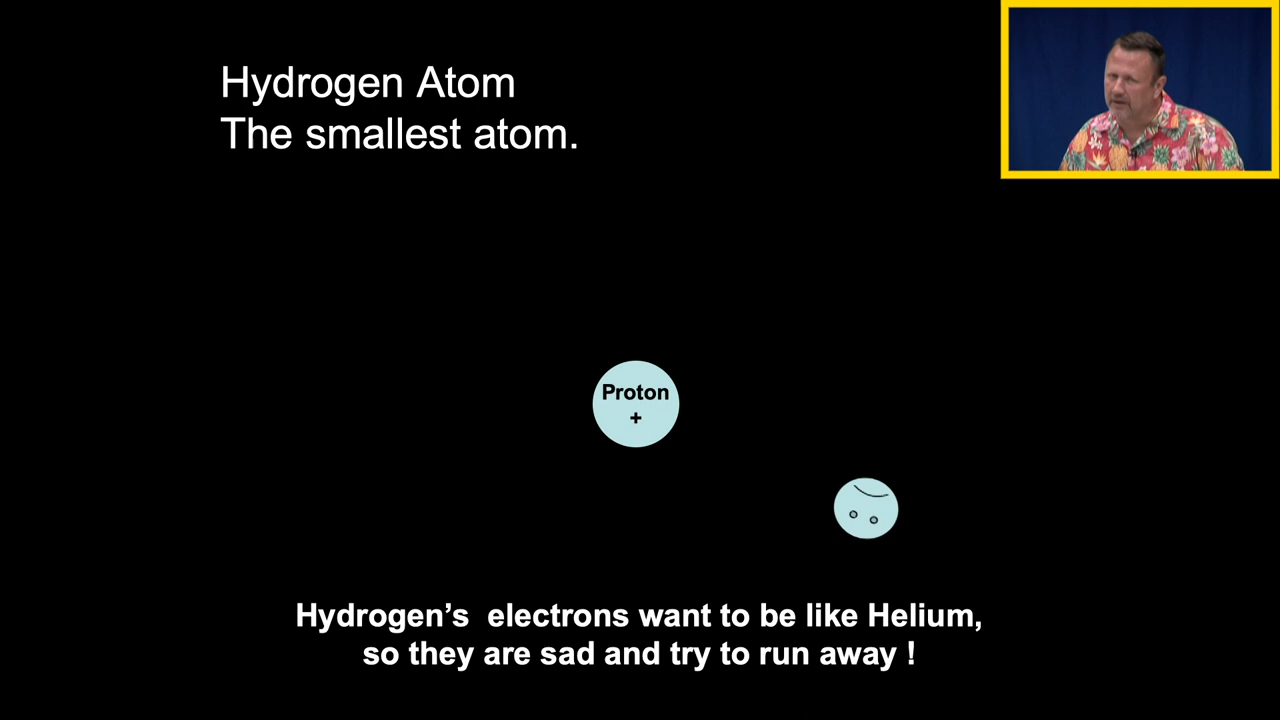 Hydrogen Atom
The smallest atom.
Proton
+
Hydrogen’s  electrons want to be like Helium,
so they are sad and try to run away !